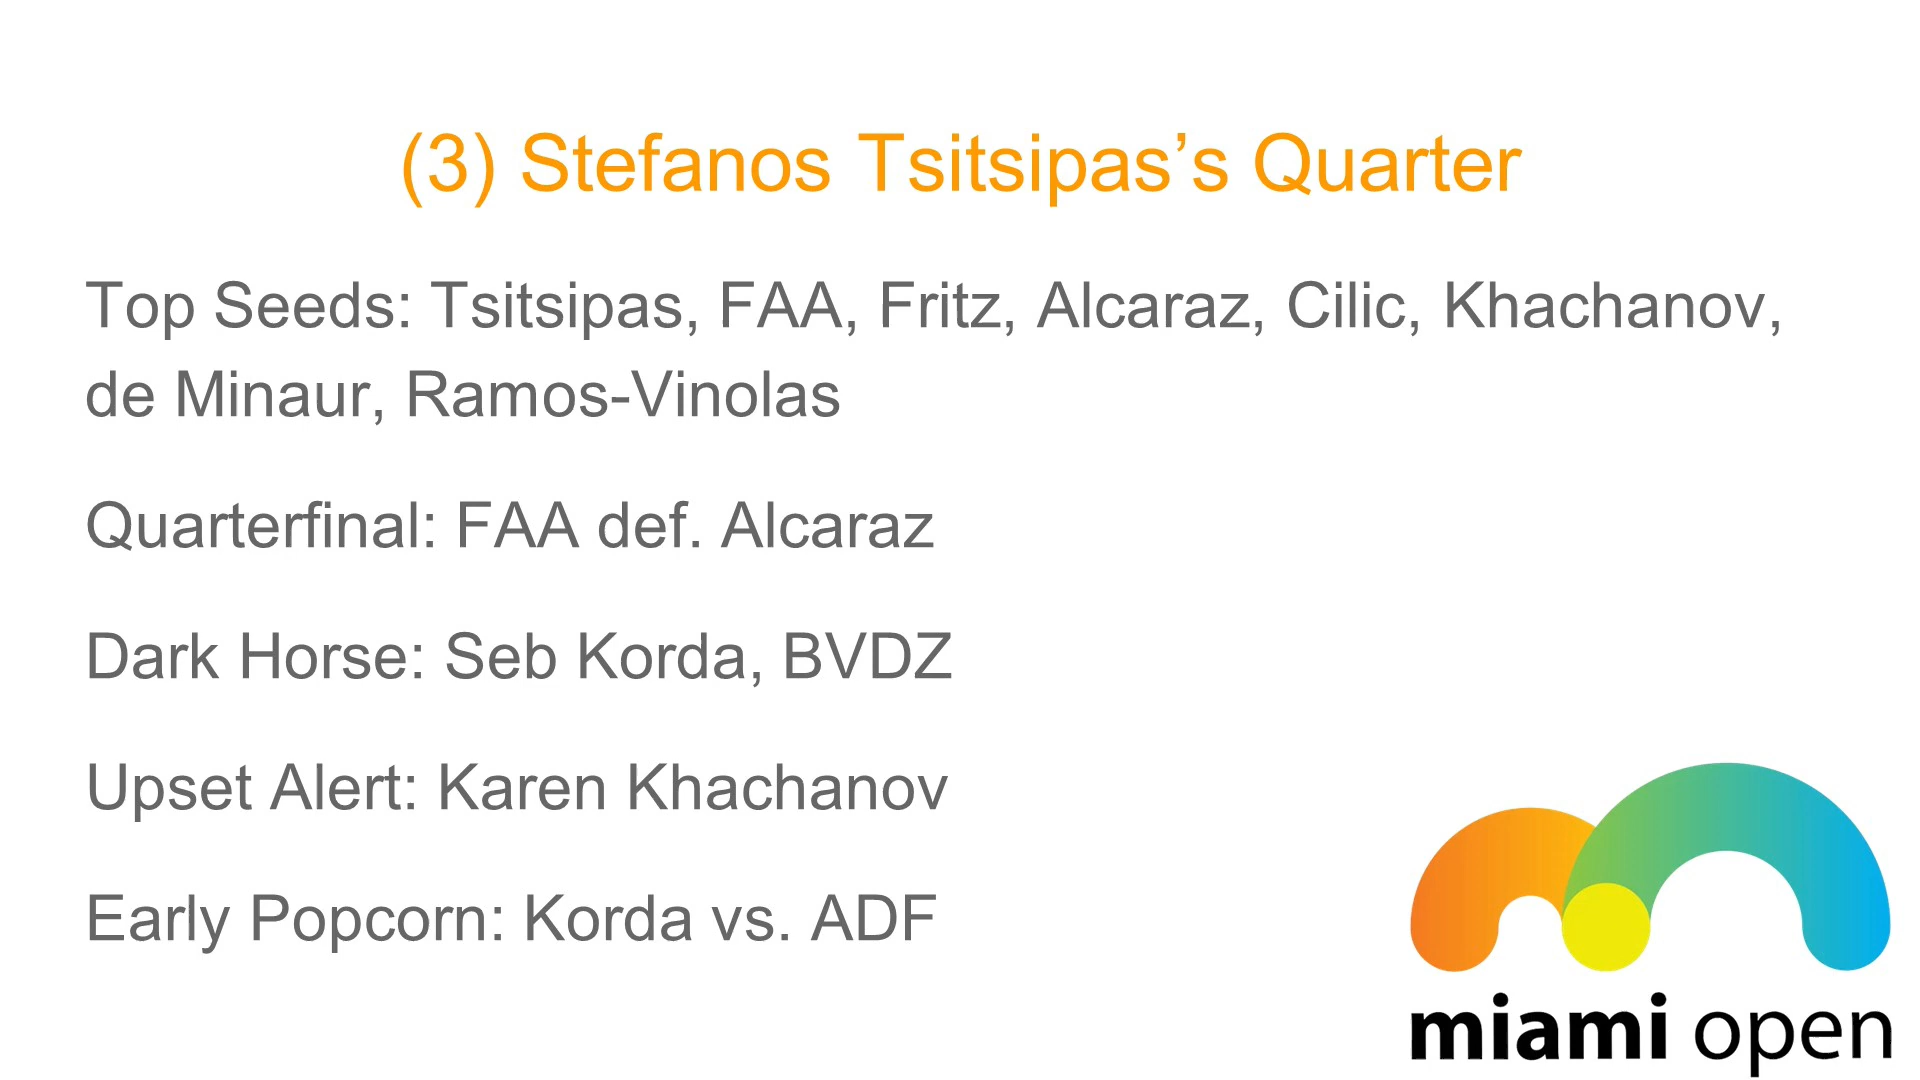 (3) Stefanos Tsitsipas’s Quarter
Top Seeds: Tsitsipas, FAA, Fritz, Alcaraz, Cilic, Khachanov,
de Minaur, Ramos-Vinolas
Quarterfinal: FAA def. Alcaraz
Dark Horse: Seb Korda, BVDZ
Upset Alert: Karen Khachanov
Early Popcorn: Korda vs. ADF
miami open